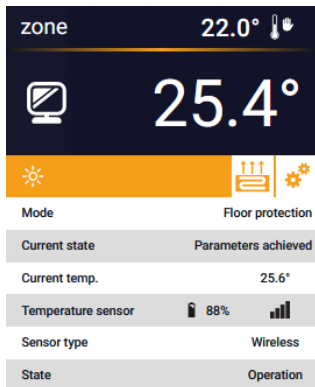 zone 22.0°
25.4°
Mode Floor protection
Current state Parameters achieved
Current temp. 25.6°
Temperature sensor 88%
Sensor type Wireless
State Operation